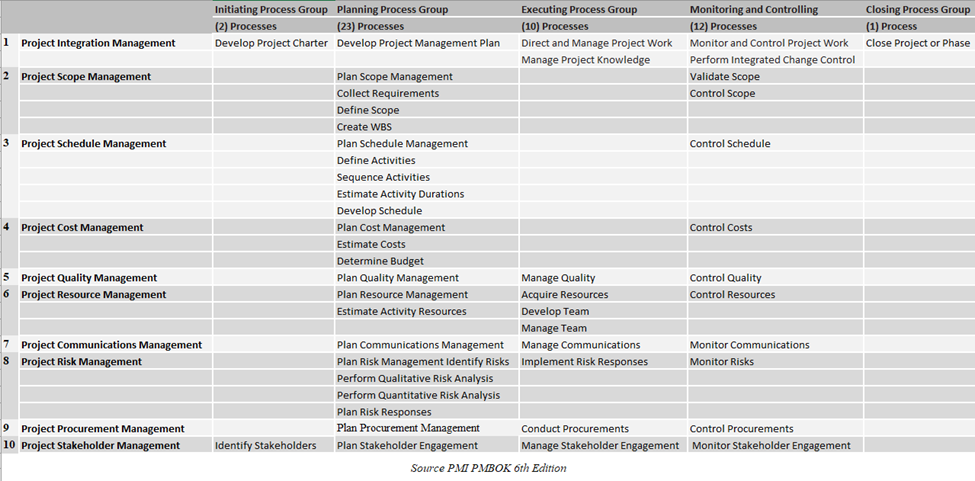 Initiating Process Group Planning Process Group Executing Process Group Monitoring and Controlling Closing Process Group
(2) Processes (23) Processes (10) Processes (12) Processes (1) Process
1 Project Integration Management Develop Project Charter Develop Project Management Plan Direct and Manage Project Work Monitor and Control Project Work Close Project or Phase
Manage Project Knowledge Perform Integrated Change Control
2 Project Scope Management Plan Scope Management Validate Scope
Collect Requirements Control Scope
Define Scope
Create WBS
3 Project Schedule Management Plan Schedule Management Control Schedule
Define Activities
Sequence Activities
Estimate Activity Durations
Develop Schedule
4 Project Cost Management Plan Cost Management Control Costs
Estimate Costs
Determine Budget
5 Project Quality Management Plan Quality Management Manage Quality Control Quality
6 Project Resource Management Plan Resource Management Acquire Resources Control Resources
Estimate Activity Resources Develop Team
Manage Team
7 Project Communications Management Plan Communications Management Manage Communications Monitor Communications
8 Project Risk Management Plan Risk Management Identify Risks Implement Risk Responses Monitor Risks
Perform Qualitative Risk Analysis
Perform Quantitative Risk Analysis
Plan Risk Responses
9 Project Procurement Management Plan Procurement Management Conduct Procurements Control Procurements
10 Project Stakeholder Management Identify Stakeholders Plan Stakeholder Engagement Manage Stakeholder Engagement Monitor Stakeholder Engagement
Source PMI PMBOK 6th Edition